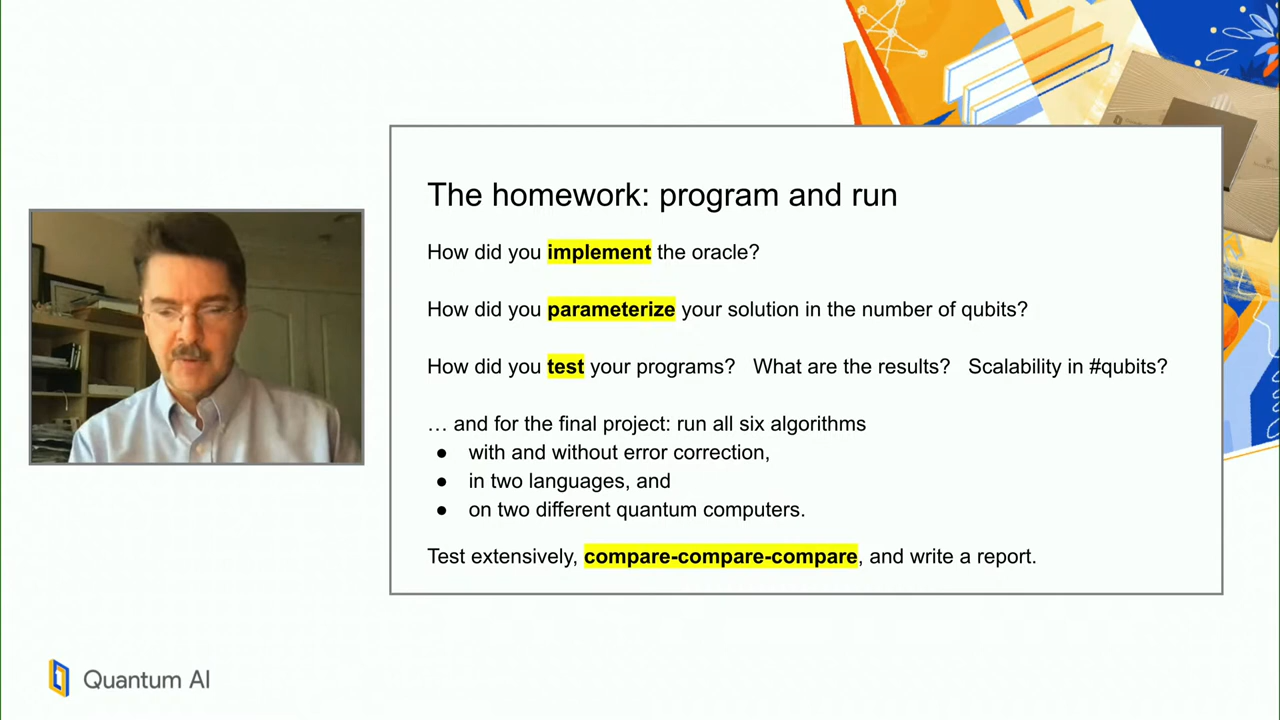 The homework: program and run
How did you implement the oracle?
How did you parameterize your solution in the number of qubits?
How did you test your programs? What are the results? Scalability in #qubits?
… and for the final project: run all six algorithms
● with and without error correction,
● in two languages, and
● on two different quantum computers.
Test extensively, compare-compare-compare, and write a report.
Quantum AI